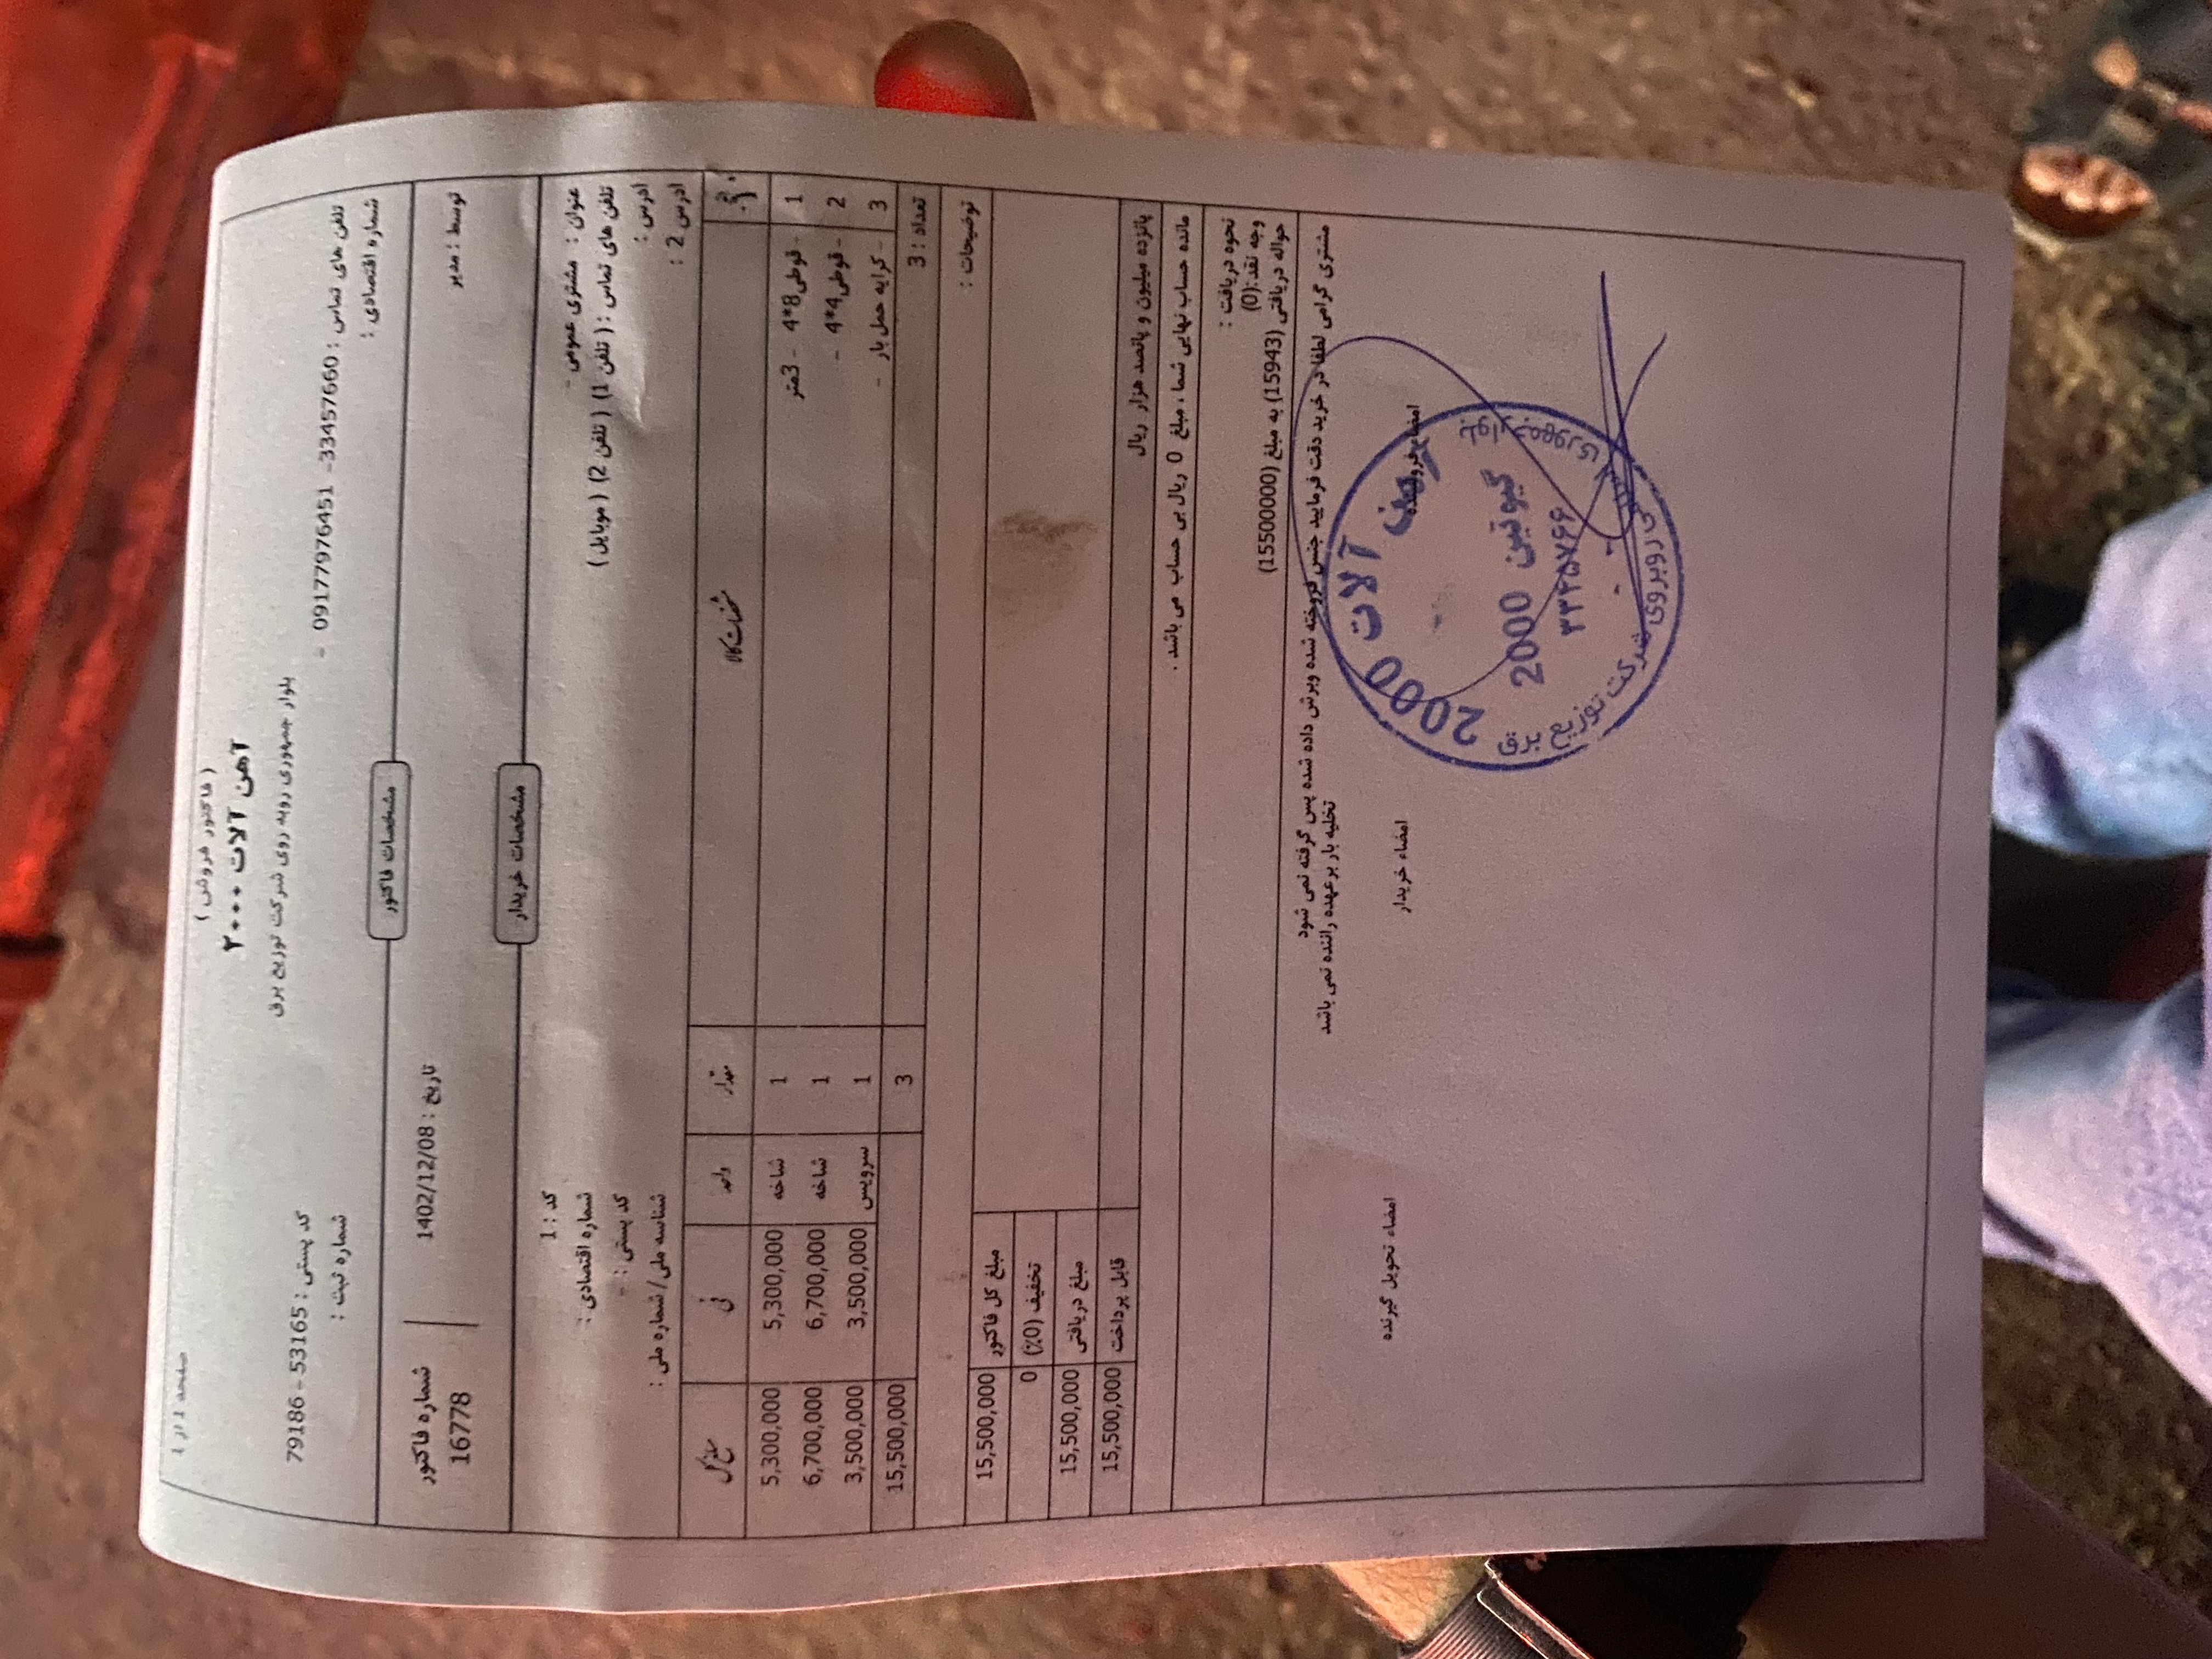 صفحه 1 از 1
( فاکتور فروش )
آهن آلات ۲۰۰۰
بلوار جمهوری روبه روی شرکت توزیع برق
کد پستی : 53165 - 79186
تلفن های تماس : 33457660- 09177976451 -
شماره اقتصادی :
شماره ثبت :
مشخصات فاکتور
توسط : مدیر
تاریخ : 1402/12/08
شماره فاکتور
16778
مشخصات خریدار
عنوان : مشتری عمومی -
کد : 1
تلفن های تماس : ( تلفن 1) ( تلفن 2) ( موبایل )
شماره اقتصادی :
آدرس :
کد پستی : -
آدرس 2 :
شناسه ملی/ شماره ملی :
ردیف شرح کالا مقدار واحد فی مبلغ کل
1 - قوطی8*4 - 3متر 1 شاخه 5,300,000 5,300,000
2 - قوطی4*4 - 1 شاخه 6,700,000 6,700,000
3 - کرایه حمل بار - 1 سرویس 3,500,000 3,500,000
تعداد : 3 3 15,500,000
توضیحات :
مبلغ کل فاکتور 15,500,000
تخفیف (0%) 0
مبلغ دریافتی 15,500,000
پانزده میلیون و پانصد هزار ریال قابل پرداخت 15,500,000
مانده حساب نهایی شما ، مبلغ 0 ریال بی حساب می باشد .
نحوه دریافت :
وجه نقد:(0)
حواله دریافتی (15943) به مبلغ (15500000)
مشتری گرامی لطفا در خرید دقت فرمایید جنس فروخته شده وبرش داده شده پس گرفته نمی شود
تخلیه بار برعهده راننده نمی باشد
امضاء فروشنده
امضاء خریدار
امضاء تحویل گیرنده
آهن آلات 2000
گیوتین 2000
بلوار جمهوری روبروی شرکت توزیع برق